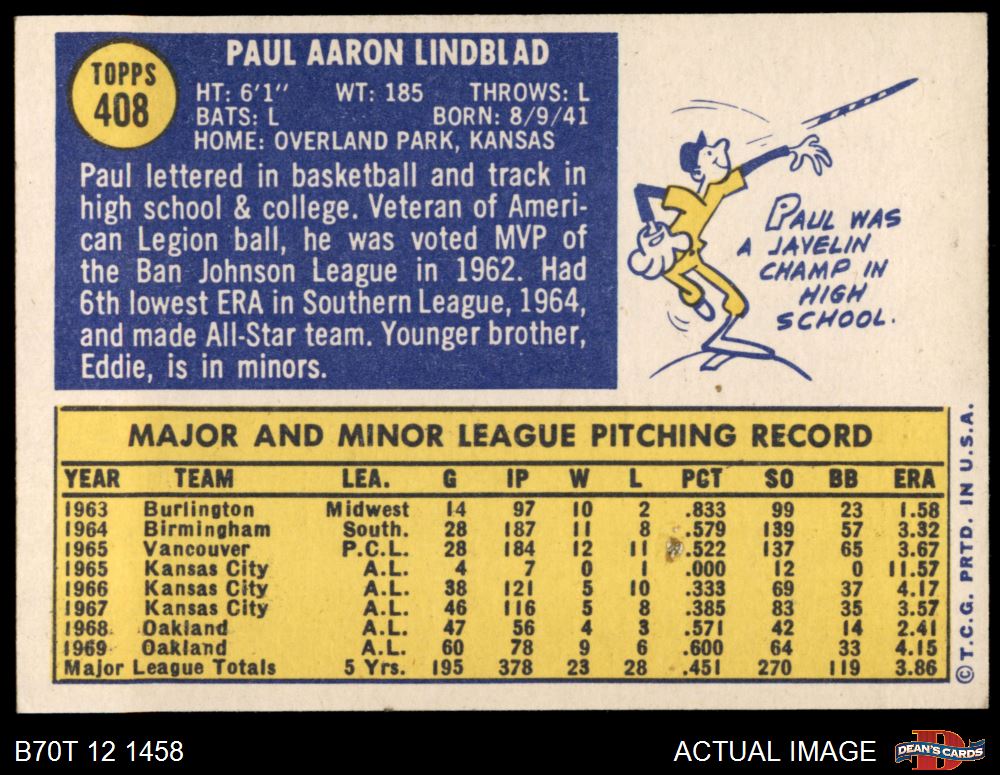 TOPPS
408
PAUL AARON LINDBLAD
HT: 6'1" WT: 185 THROWS: L
BATS: L BORN: 8/9/41
HOME: OVERLAND PARK, KANSAS
Paul lettered in basketball and track in
high school & college. Veteran of Ameri-
can Legion ball, he was voted MVP of
the Ban Johnson League in 1962. Had
6th lowest ERA in Southern League, 1964,
and made All-Star team. Younger brother,
Eddie, is in minors.
PAUL WAS
A JAVELIN
CHAMP IN
HIGH
SCHOOL.
MAJOR AND MINOR LEAGUE PITCHING RECORD
YEAR TEAM LEA. G IP W L PCT SO BB ERA
1963 Burlington Midwest 14 97 10 2 .833 99 23 1.58
1964 Birmingham South. 28 187 11 8 .579 139 57 3.32
1965 Vancouver P.C.L. 28 184 12 11 .522 137 65 3.67
1965 Kansas City A.L. 4 7 0 1 .000 12 0 11.57
1966 Kansas City A.L. 38 121 5 10 .333 69 37 4.17
1967 Kansas City A.L. 46 116 5 8 .385 83 35 3.57
1968 Oakland A.L. 47 56 4 3 .571 42 14 2.41
1969 Oakland A.L. 60 78 9 6 .600 64 33 4.15
Major League Totals 5 Yrs. 195 378 23 28 .451 270 119 3.86
© T.C.G. PRTD. IN U.S.A.
B70T 12 1458
ACTUAL IMAGE
DEAN'S CARDS